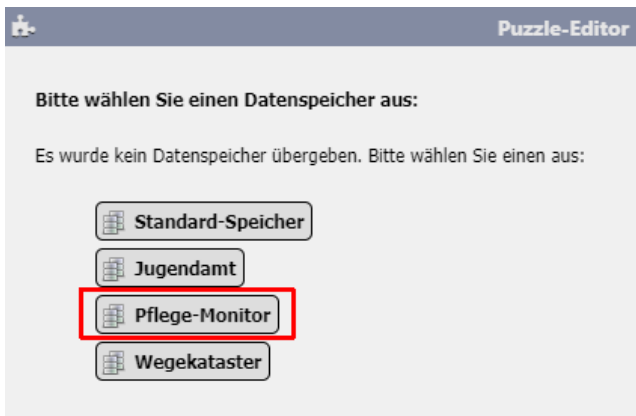 Puzzle-Editor
Bitte wählen Sie einen Datenspeicher aus:
Es wurde kein Datenspeicher übergeben. Bitte wählen Sie einen aus:
Standard-Speicher
Jugendamt
Pflege-Monitor
Wegekataster